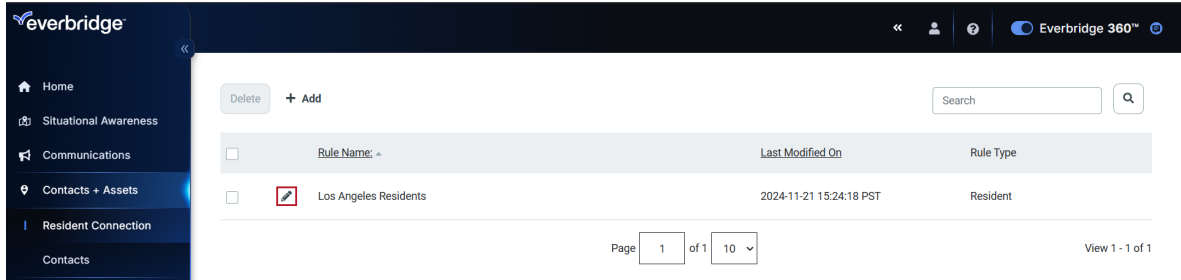 everbridge™
Everbridge 360™
Home
Situational Awareness
Communications
Contacts + Assets
Resident Connection
Contacts
Delete
+ Add
Search
Rule Name:
Last Modified On
Rule Type
Los Angeles Residents
2024-11-21 15:24:18 PST
Resident
Page 1 of 1 10
View 1 - 1 of 1